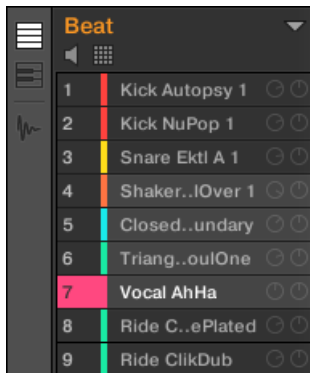 Beat
1 Kick Autopsy 1
2 Kick NuPop 1
3 Snare Ektl A 1
4 Shaker..lOver 1
5 Closed..undary
6 Triang..oulOne
7 Vocal AhHa
8 Ride C..ePlated
9 Ride ClikDub